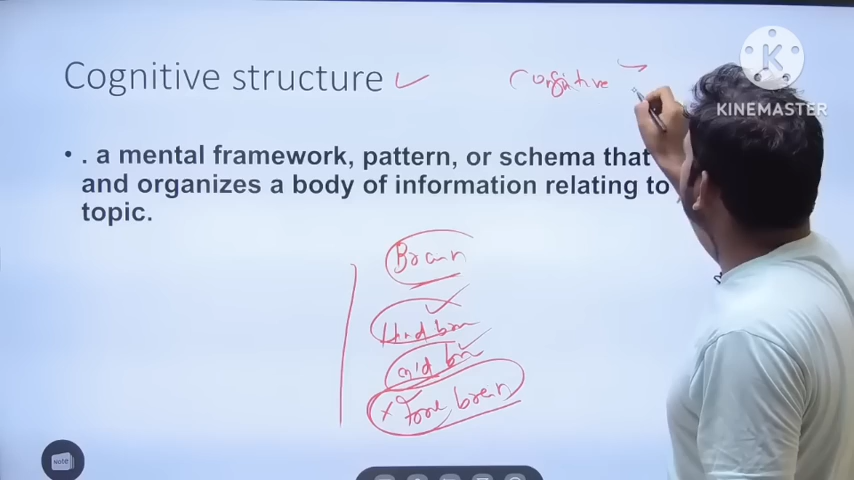 Cognitive structure
Cognitive
K
KINEMASTER
• . a mental framework, pattern, or schema that
and organizes a body of information relating to
topic.
Brain
Hind brain
mid brain
Fore brain
Note